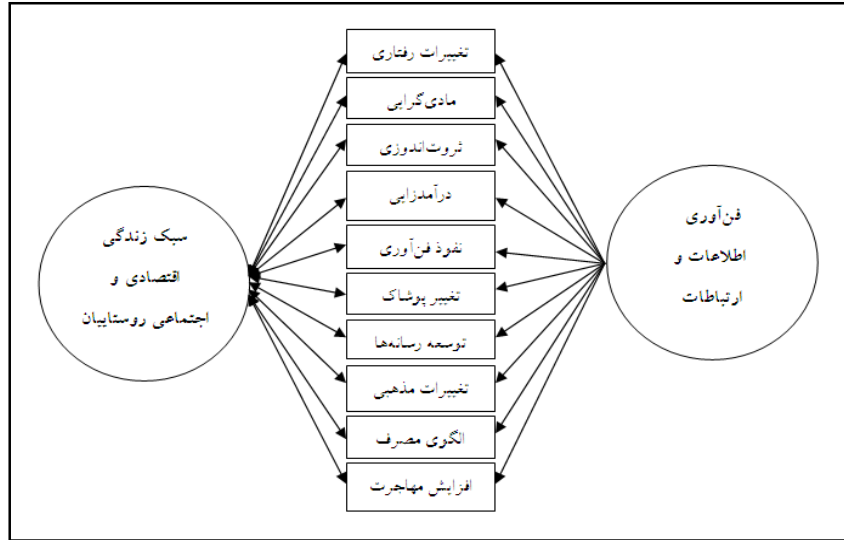 تغییرات رفتاری
مادی‌گرایی
ثروت‌اندوزی
درآمدزایی
نفوذ فن‌آوری
تغییر پوشاک
توسعه رسانه‌ها
تغییرات مذهبی
الگوی مصرف
افزایش مهاجرت
فن‌آوری
اطلاعات و
ارتباطات
سبک زندگی
اقتصادی و
اجتماعی روستاییان